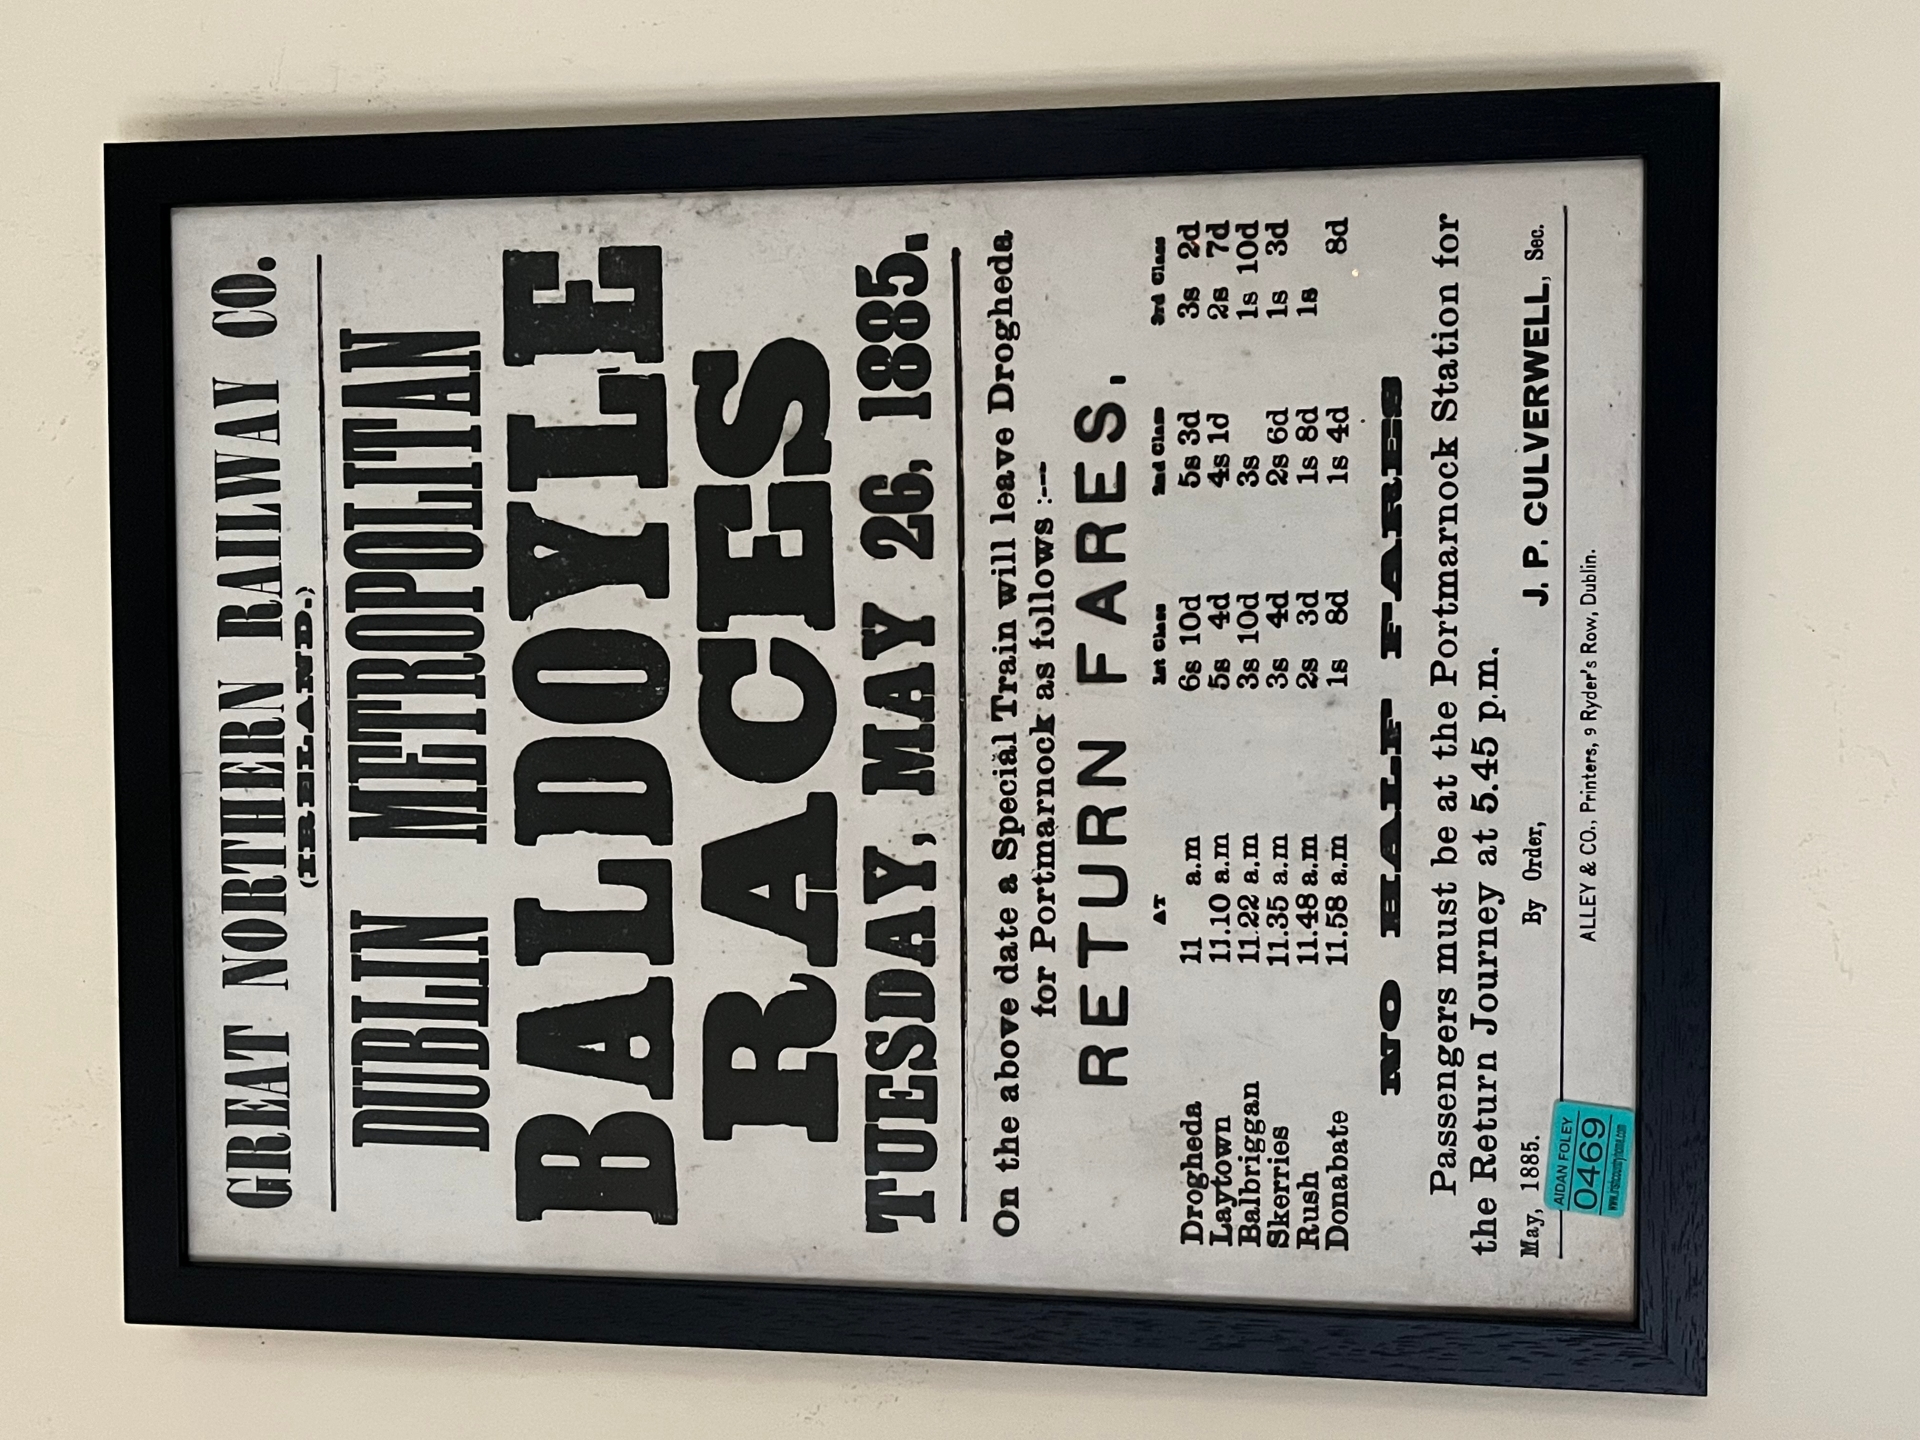 GREAT NORTHERN RAILWAY CO.
(IRELAND.)
DUBLIN METROPOLITAN
BALDOYLE
RACES
TUESDAY, MAY 26, 1885.
On the above date a Special Train will leave Drogheda
for Portmarnock as follows :---
RETURN FARES.
AT 1st Class 2nd Class 3rd Class
Drogheda 11 a.m 6s 10d 5s 3d 3s 2d
Laytown 11.10 a.m 5s 4d 4s 1d 2s 7d
Balbriggan 11.22 a.m 3s 10d 3s 1s 10d
Skerries 11.35 a.m 3s 4d 2s 6d 1s 3d
Rush 11.48 a.m 2s 3d 1s 8d 1s
Donabate 11.58 a.m 1s 8d 1s 4d 8d
NO HALF FARES
Passengers must be at the Portmarnock Station for
the Return Journey at 5.45 p.m.
May, 1885. By Order, J. P. CULVERWELL, Sec.
ALLEY & CO., Printers, 9 Ryder's Row, Dublin.
AIDAN FOLEY
0469